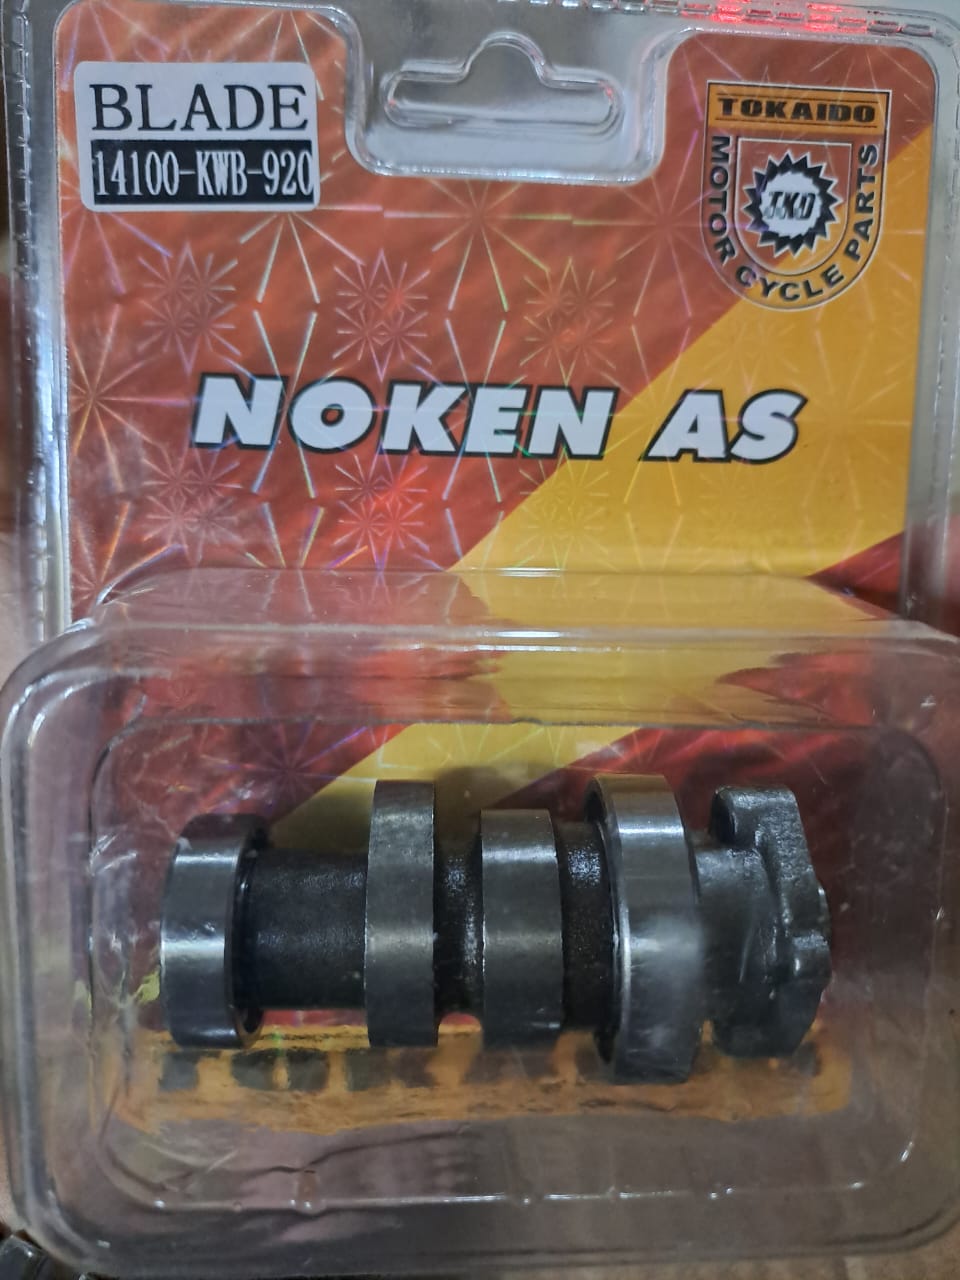 BLADE
14100-KWB-920
TOKAIDO
MOTOR CYCLE PARTS
TKD
NOKEN AS